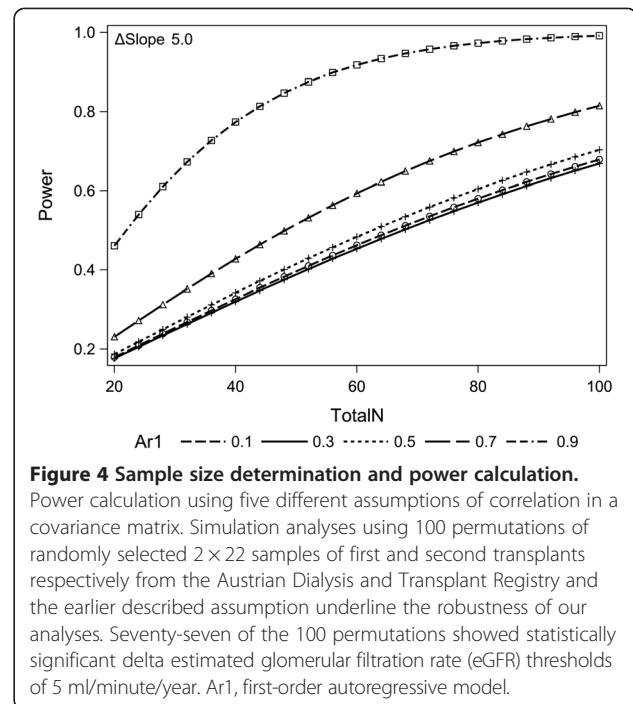 ΔSlope 5.0
1.0
0.8
0.6
0.4
0.2
Power
20 40 60 80 100
TotalN
Ar1 0.1 0.3 0.5 0.7 0.9
Figure 4 Sample size determination and power calculation.
Power calculation using five different assumptions of correlation in a
covariance matrix. Simulation analyses using 100 permutations of
randomly selected 2 × 22 samples of first and second transplants
respectively from the Austrian Dialysis and Transplant Registry and
the earlier described assumption underline the robustness of our
analyses. Seventy-seven of the 100 permutations showed statistically
significant delta estimated glomerular filtration rate (eGFR) thresholds
of 5 ml/minute/year. Ar1, first-order autoregressive model.